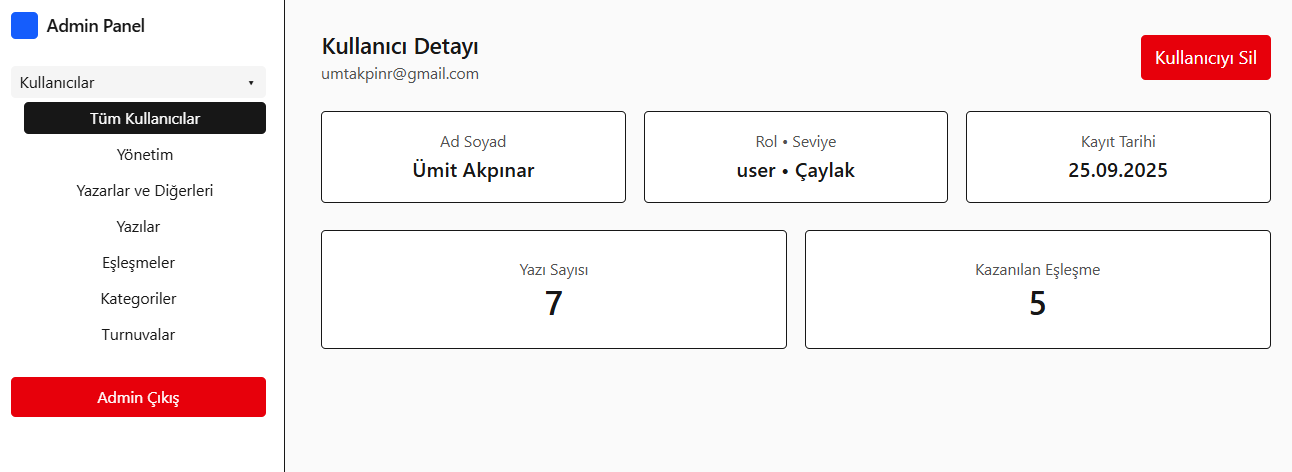 Admin Panel
Kullanıcılar
Tüm Kullanıcılar
Yönetim
Yazarlar ve Diğerleri
Yazılar
Eşleşmeler
Kategoriler
Turnuvalar
Admin Çıkış
Kullanıcı Detayı
umtakpinr@gmail.com
Kullanıcıyı Sil
Ad Soyad
Ümit Akpınar
Rol • Seviye
user • Çaylak
Kayıt Tarihi
25.09.2025
Yazı Sayısı
7
Kazanılan Eşleşme
5